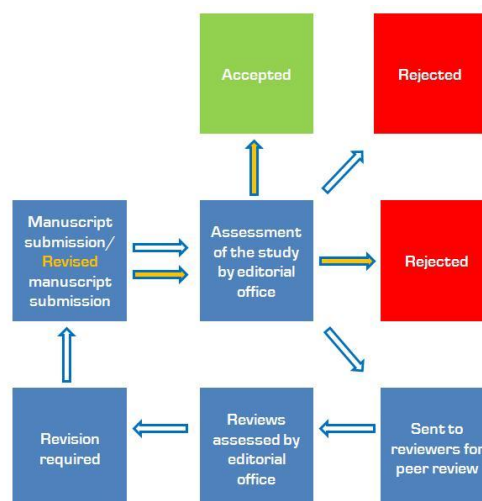 Accepted
Rejected
Manuscript
submission/
Revised
manuscript
submission
Assessment
of the study by
editorial
office
Rejected
Revision
required
Reviews
assessed by
editorial
office
Sent to
reviewers for
peer review